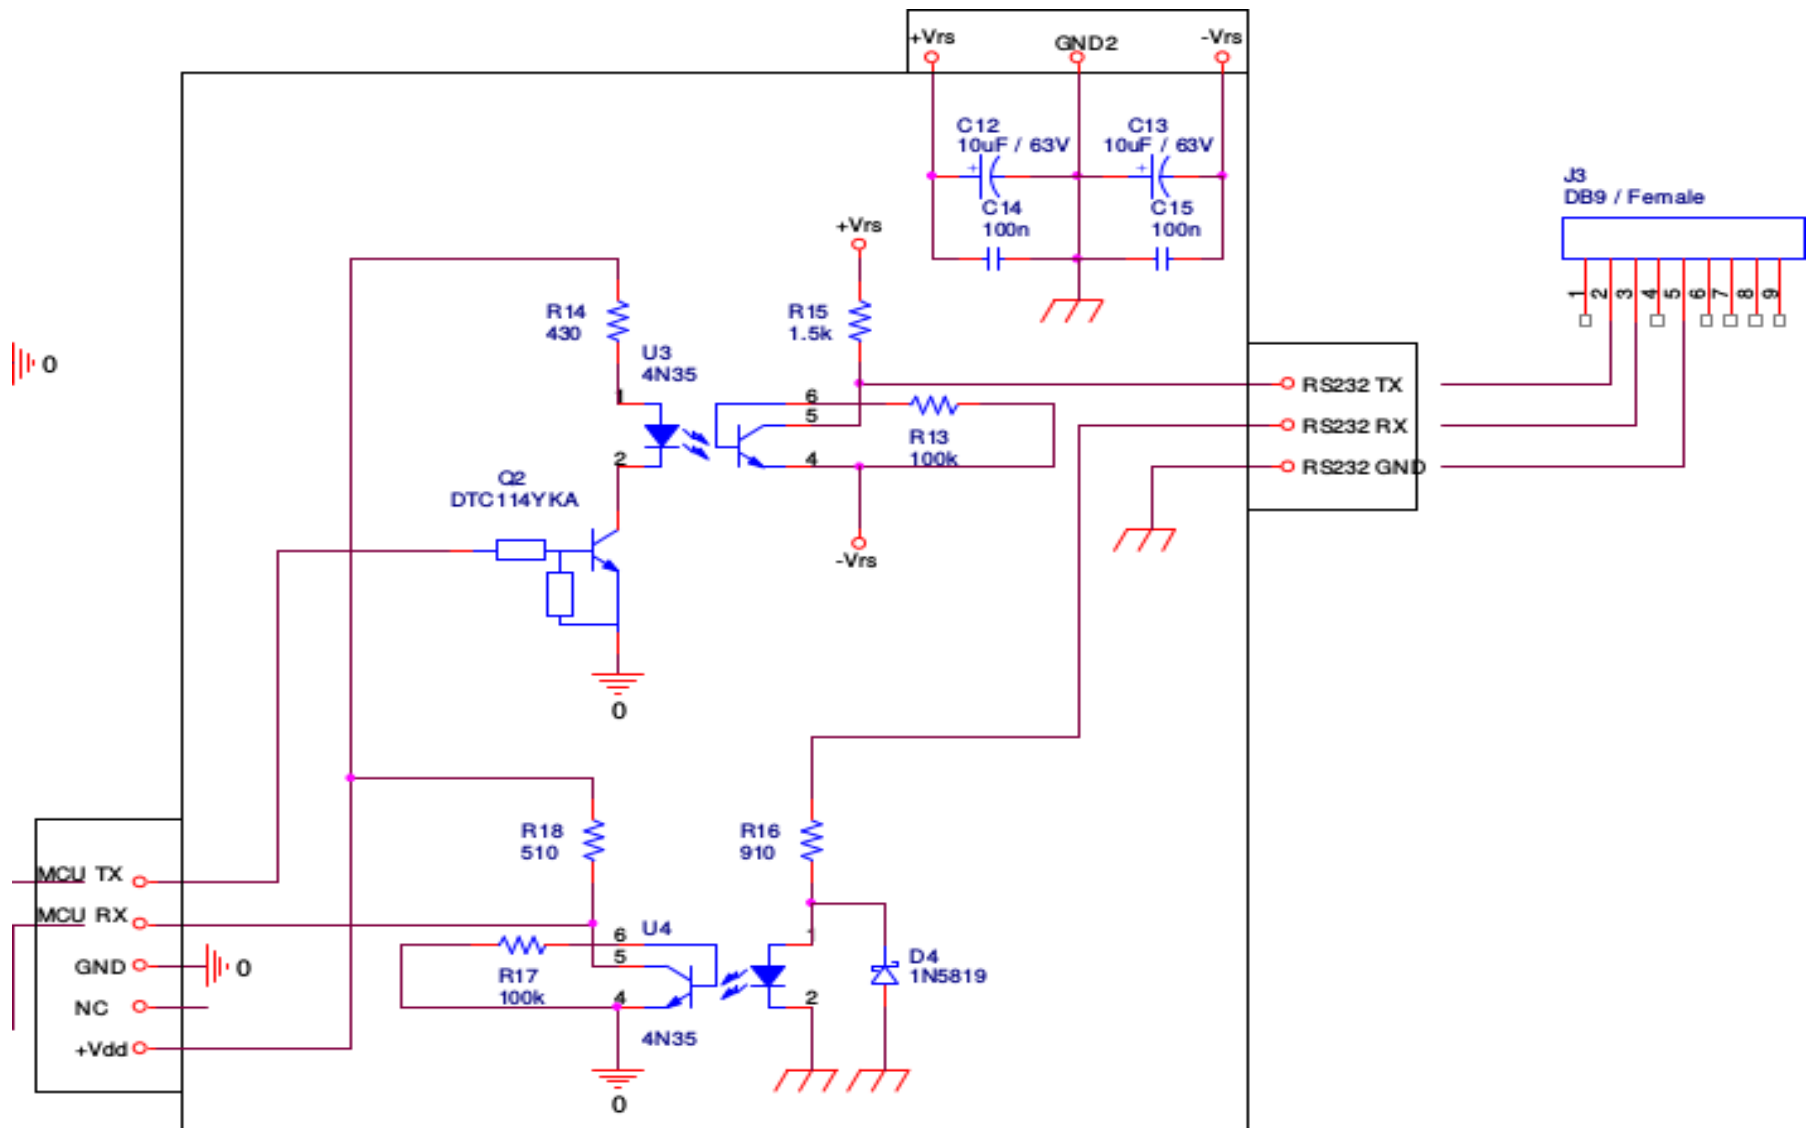 +Vrs
GND2
-Vrs
C12
10uF / 63V
C13
10uF / 63V
C14
100n
C15
100n
J3
DB9 / Female
1
2
3
4
5
6
7
8
9
+Vrs
R14
430
R15
1.5k
U3
4N35
0
1
6
5
2
4
R13
100k
RS232 TX
RS232 RX
RS232 GND
Q2
DTC114YKA
-Vrs
0
R18
510
R16
910
MCU TX
MCU RX
GND
0
NC
+Vdd
U4
6
5
4
R17
100k
1
2
D4
1N5819
4N35
0